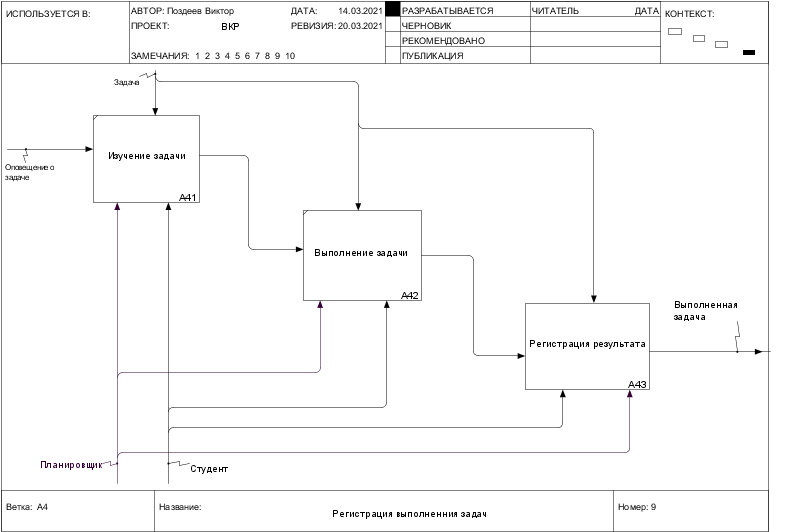 ИСПОЛЬЗУЕТСЯ В:
АВТОР: Поздеев Виктор
ДАТА: 14.03.2021
ПРОЕКТ: ВКР
РЕВИЗИЯ: 20.03.2021
ЗАМЕЧАНИЯ: 1 2 3 4 5 6 7 8 9 10
РАЗРАБАТЫВАЕТСЯ
ЧЕРНОВИК
РЕКОМЕНДОВАНО
ПУБЛИКАЦИЯ
ЧИТАТЕЛЬ
ДАТА
КОНТЕКСТ:
Задача
Оповещение о
задаче
Изучение задачи
A41
Выполнение задачи
A42
Регистрация результата
A43
Выполненная
задача
Планировщик
Студент
Ветка: A4
Название:
Регистрация выполненния задач
Номер: 9